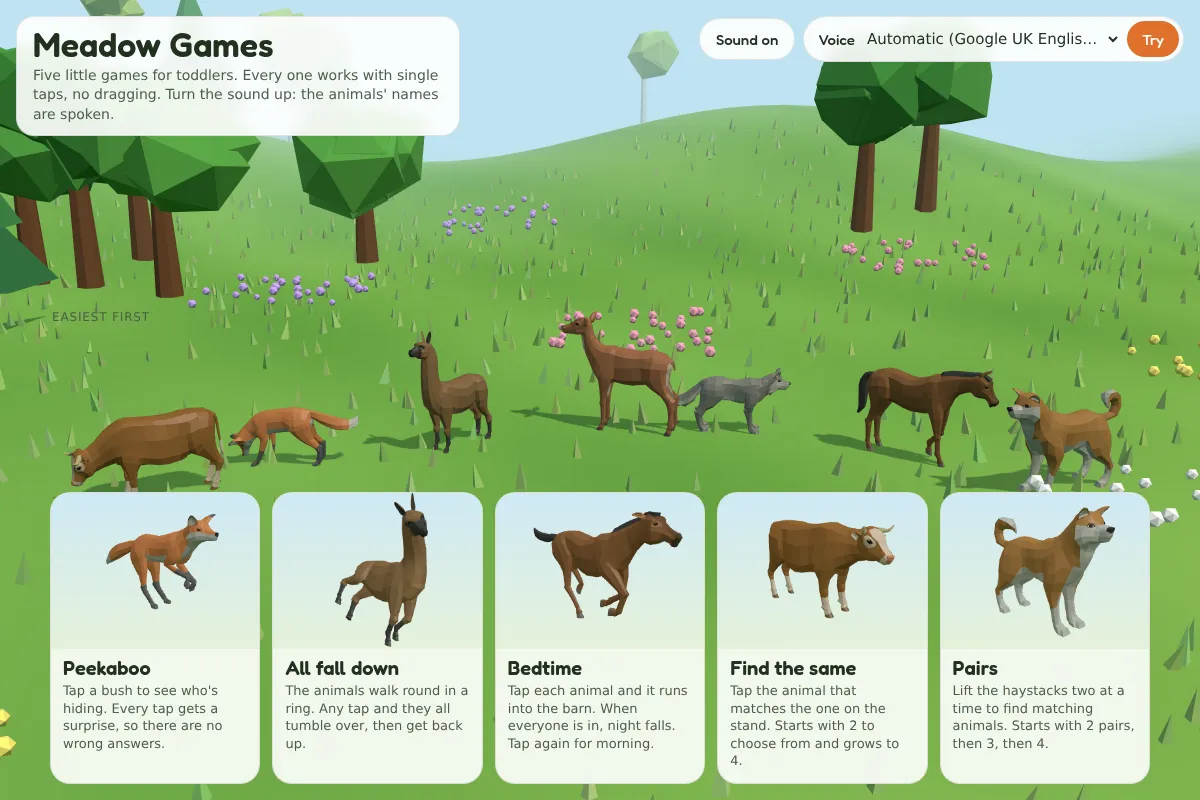 Meadow Games
Five little games for toddlers. Every one works with single
taps, no dragging. Turn the sound up: the animals' names
are spoken.
Sound on
Voice Automatic (Google UK Englis... Try
EASIEST FIRST
Peekaboo
Tap a bush to see who's
hiding. Every tap gets a
surprise, so there are no
wrong answers.
All fall down
The animals walk round in a
ring. Any tap and they all
tumble over, then get back
up.
Bedtime
Tap each animal and it runs
into the barn. When
everyone is in, night falls.
Tap again for morning.
Find the same
Tap the animal that
matches the one on the
stand. Starts with 2 to
choose from and grows to
4.
Pairs
Lift the haystacks two at a
time to find matching
animals. Starts with 2 pairs,
then 3, then 4.